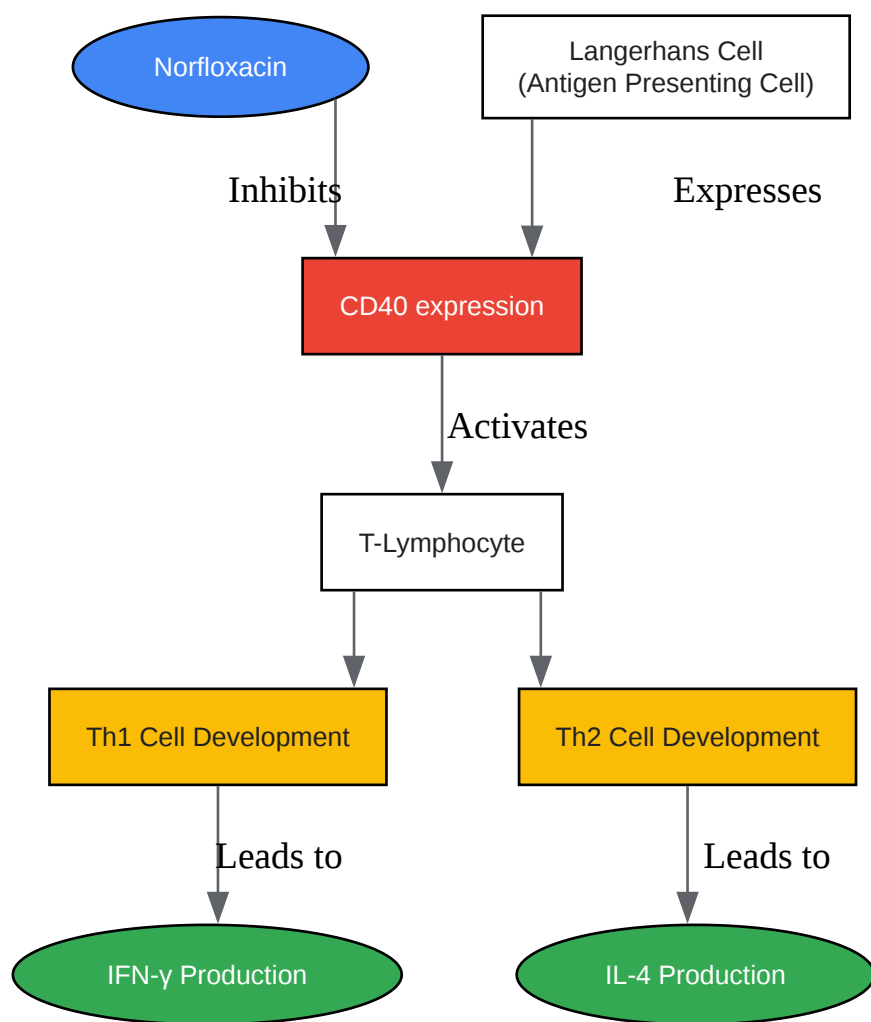 Norfloxacin
Langerhans Cell
(Antigen Presenting Cell)
Inhibits
Expresses
CD40 expression
Activates
T-Lymphocyte
Th1 Cell Development
Th2 Cell Development
Leads to
Leads to
IFN-γ Production
IL-4 Production